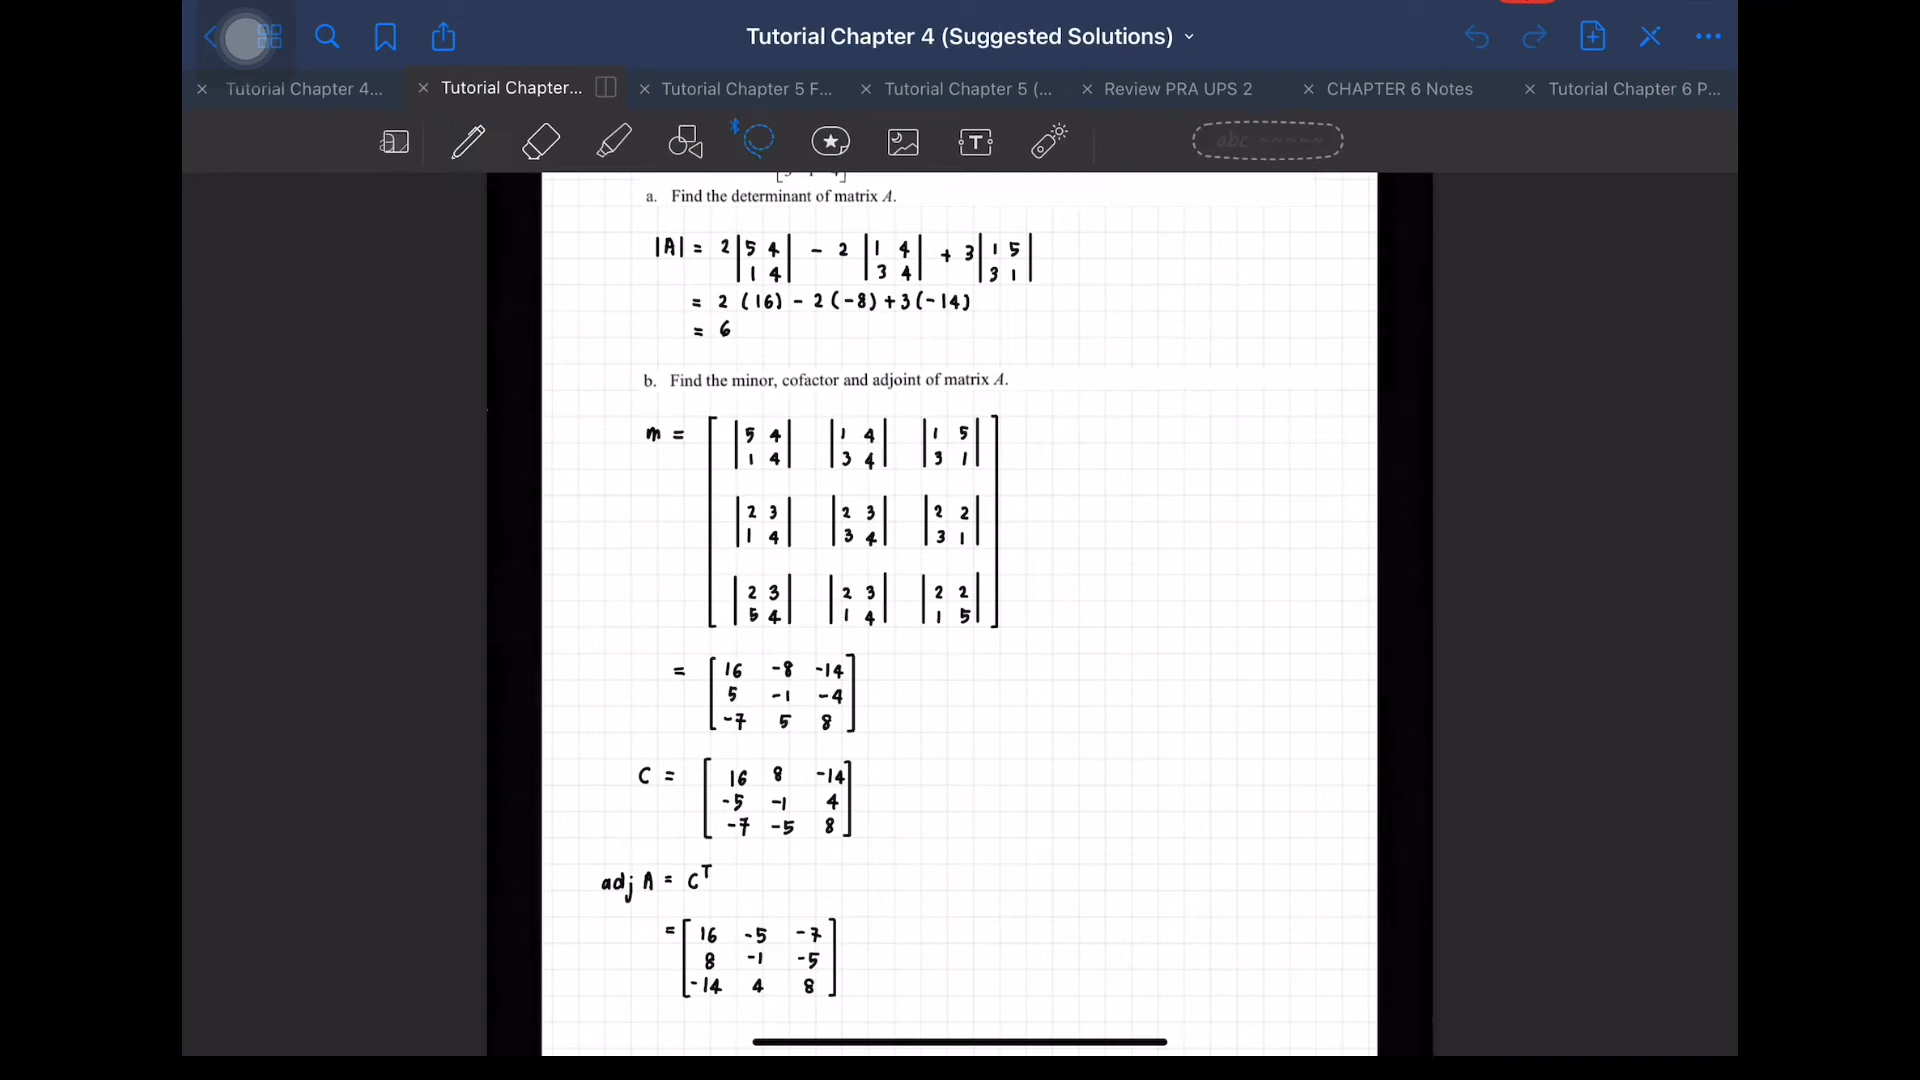 Tutorial Chapter 4 (Suggested Solutions)
Tutorial Chapter 4... Tutorial Chapter... Tutorial Chapter 5 F... Tutorial Chapter 5 (... Review PRA UPS 2 CHAPTER 6 Notes Tutorial Chapter 6 P...
T abc
a. Find the determinant of matrix A.
|A| = 2 |5 4| - 2 |1 4| + 3 |1 5|
|1 4| |3 4| |3 1|
= 2 (16) - 2 (-8) + 3 (-14)
= 6
b. Find the minor, cofactor and adjoint of matrix A.
m = [ |5 4| |1 4| |1 5| ]
|1 4| |3 4| |3 1|
|2 3| |2 3| |2 2|
|1 4| |3 4| |3 1|
|2 3| |2 3| |2 2|
|5 4| |1 4| |1 5|
= [ 16 -8 -14 ]
5 -1 -4
-7 5 8
C = [ 16 8 -14 ]
-5 -1 4
-7 -5 8
adj A = C^T
= [ 16 -5 -7 ]
8 -1 -5
-14 4 8